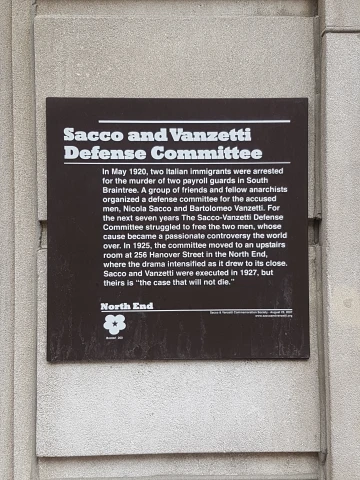 Sacco and Vanzetti
Defense Committee
In May 1920, two Italian immigrants were arrested
for the murder of two payroll guards in South
Braintree. A group of friends and fellow anarchists
organized a defense committee for the accused
men, Nicola Sacco and Bartolomeo Vanzetti. For
the next seven years The Sacco-Vanzetti Defense
Committee struggled to free the two men, whose
cause became a passionate controversy the world
over. In 1925, the committee moved to an upstairs
room at 256 Hanover Street in the North End,
where the drama intensified as it drew to its close.
Sacco and Vanzetti were executed in 1927, but
theirs is “the case that will not die.”
North End
Sacco & Vanzetti Commemoration Society
Boston